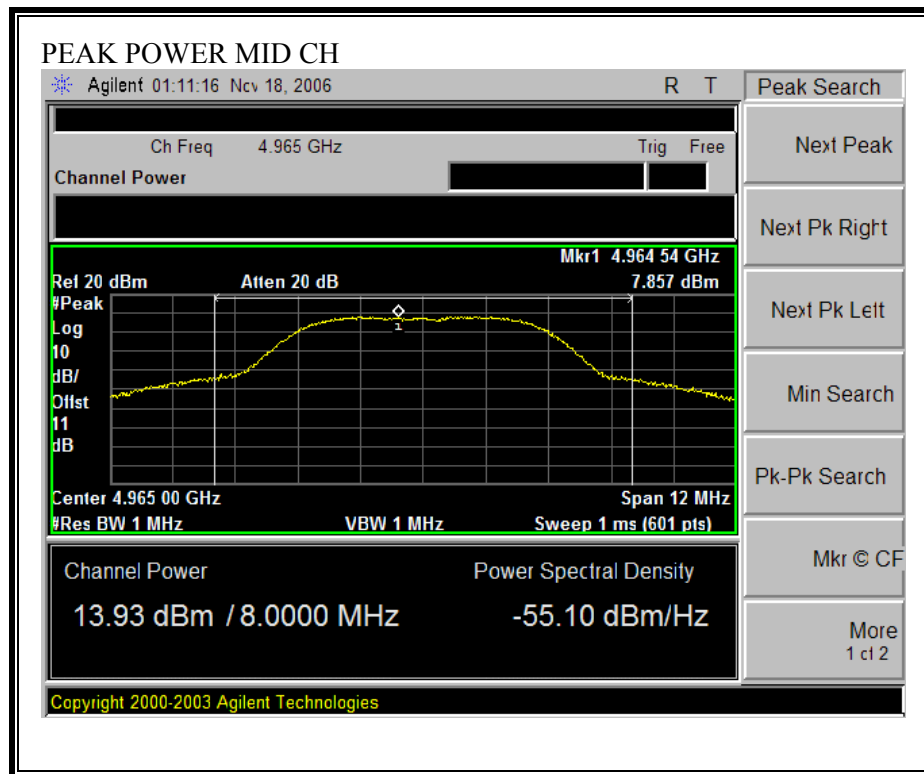 PEAK POWER MID CH
Agilent 01:11:16 Nov 18, 2006 R T
Peak Search
Ch Freq 4.965 GHz Trig Free
Channel Power
Mkr1 4.964 54 GHz
Ref 20 dBm Atten 20 dB 7.857 dBm
#Peak
Log
10
dB/
Offst
11
dB
1
Center 4.965 00 GHz Span 12 MHz
#Res BW 1 MHz VBW 1 MHz Sweep 1 ms (601 pts)
Channel Power Power Spectral Density
13.93 dBm / 8.0000 MHz -55.10 dBm/Hz
Next Peak
Next Pk Right
Next Pk Left
Min Search
Pk-Pk Search
Mkr © CF
More
1 of 2
Copyright 2000-2003 Agilent Technologies